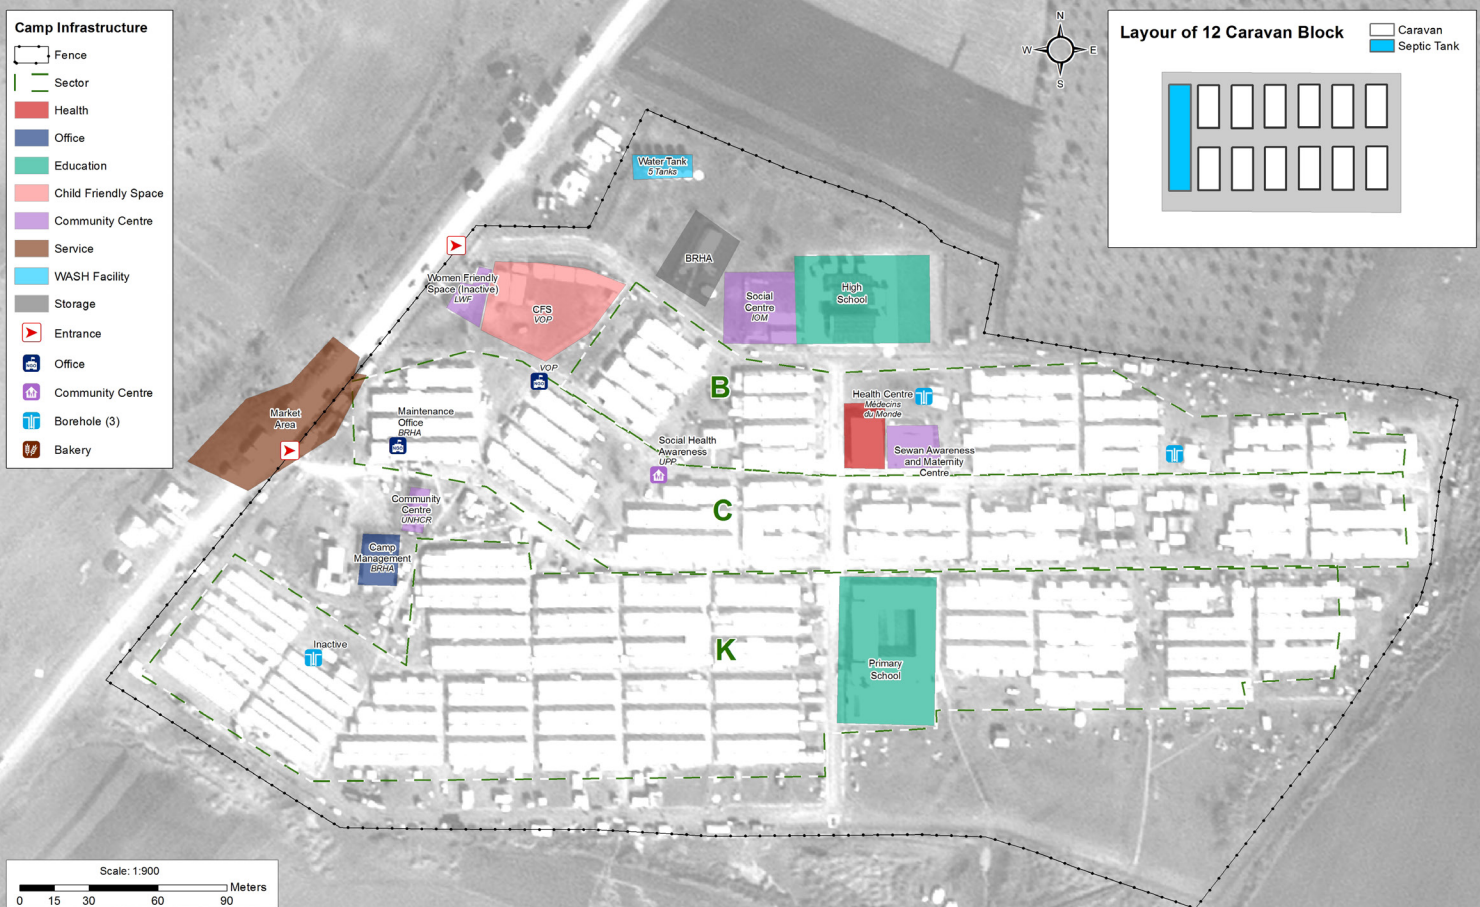 Camp Infrastructure
Fence
Sector
Health
Office
Education
Child Friendly Space
Community Centre
Service
WASH Facility
Storage
Entrance
Office
Community Centre
Borehole (3)
Bakery
N
W
E
S
Layour of 12 Caravan Block
Caravan
Septic Tank
Water Tank
5 Tanks
BRHA
Women Friendly
Space (Inactive)
LWF
CFS
VOP
Social
Centre
IOM
High
School
VOP
NGO
Market
Area
Maintenance
Office
BRHA
NGO
B
Health Centre
Médecins
du Monde
Social Health
Awareness
UPP
Sewan Awareness
and Maternity
Centre
Community
Centre
UNHCR
C
Camp
Management
BRHA
Inactive
K
Primary
School
Scale: 1:900
Meters
0 15 30 60 90